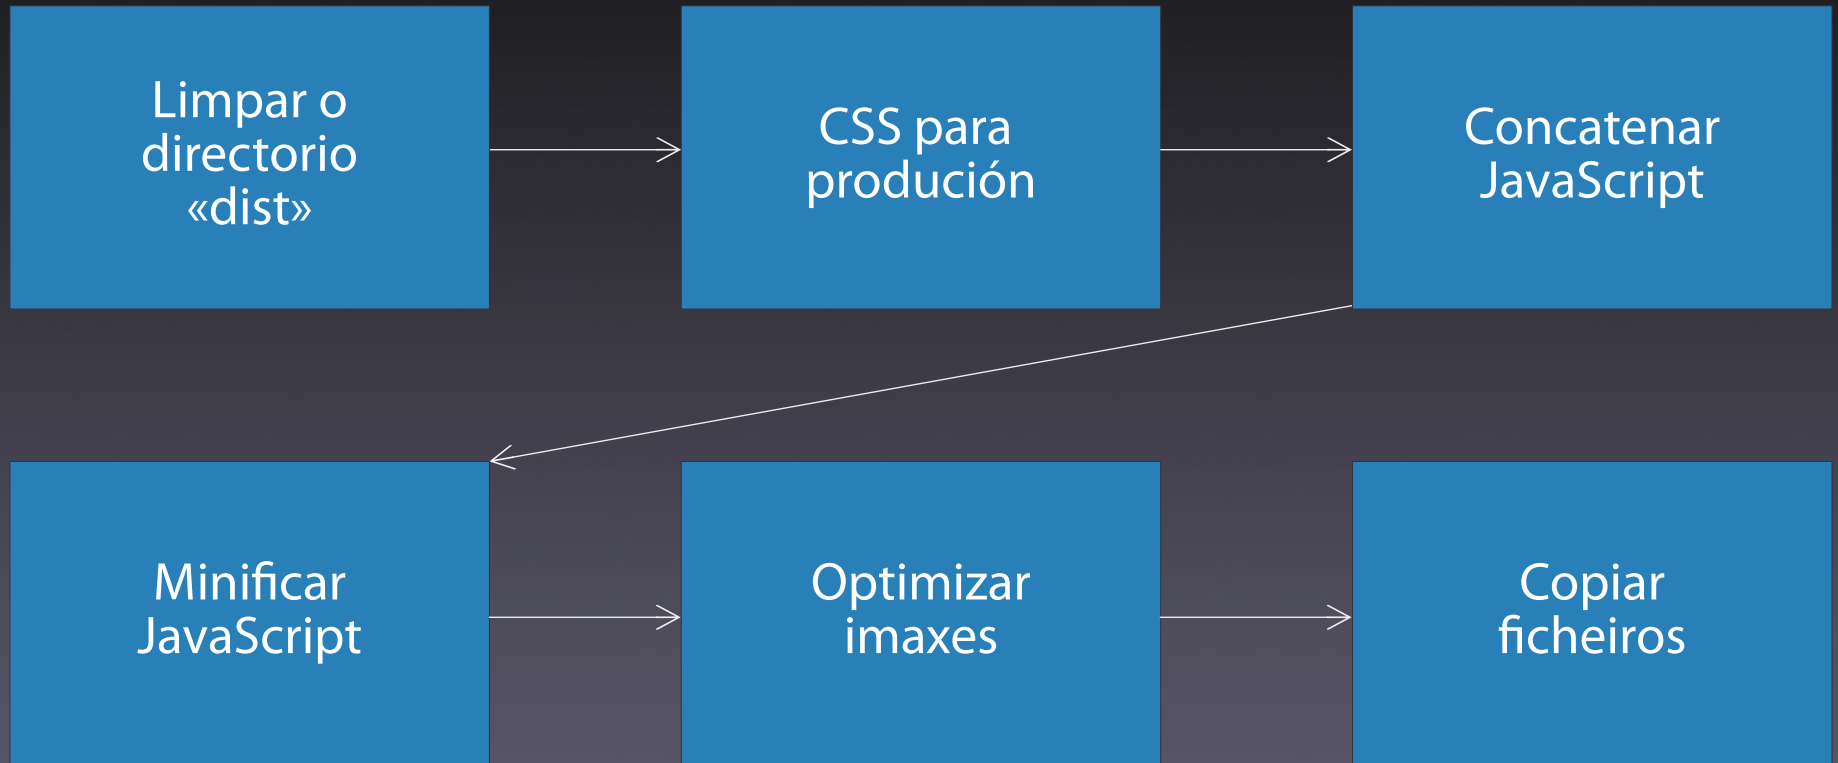 Limpar o
directorio
«dist»
CSS para
produción
Concatenar
JavaScript
Minificar
JavaScript
Optimizar
imaxes
Copiar
ficheiros